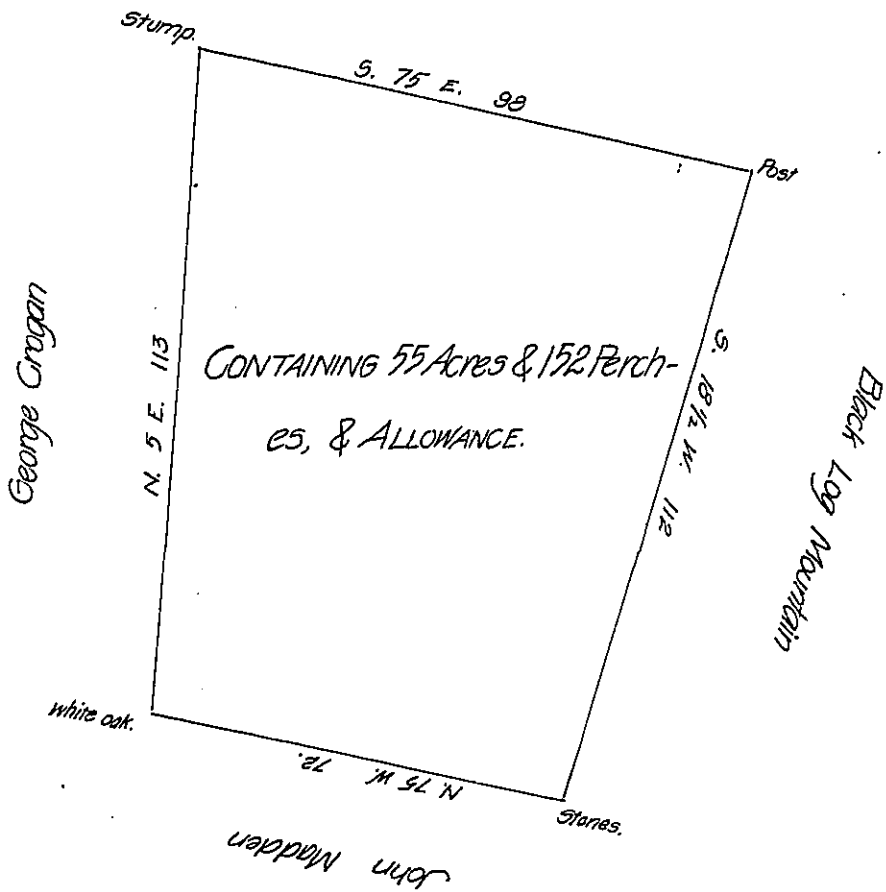 Stump.
S. 75 E. 98
Post
George Crogan
N. 5 E. 113
CONTAINING 55 Acres & 152 Perch-
es, & ALLOWANCE.
S. 18½ W. 112
Black Log Mountain
white oak.
N. 75 W. 72.
Stones.
John Madden